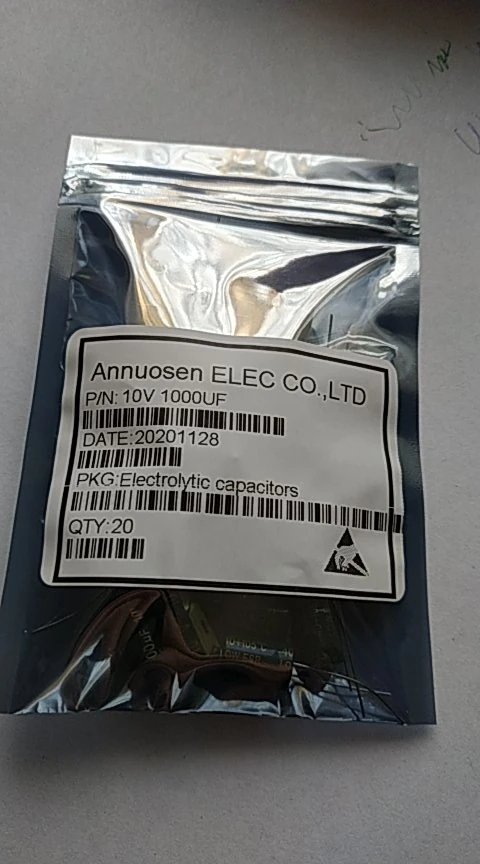 Annuosen ELEC CO.,LTD
P/N: 10V 1000UF
DATE:20201128
PKG:Electrolytic capacitors
QTY:20